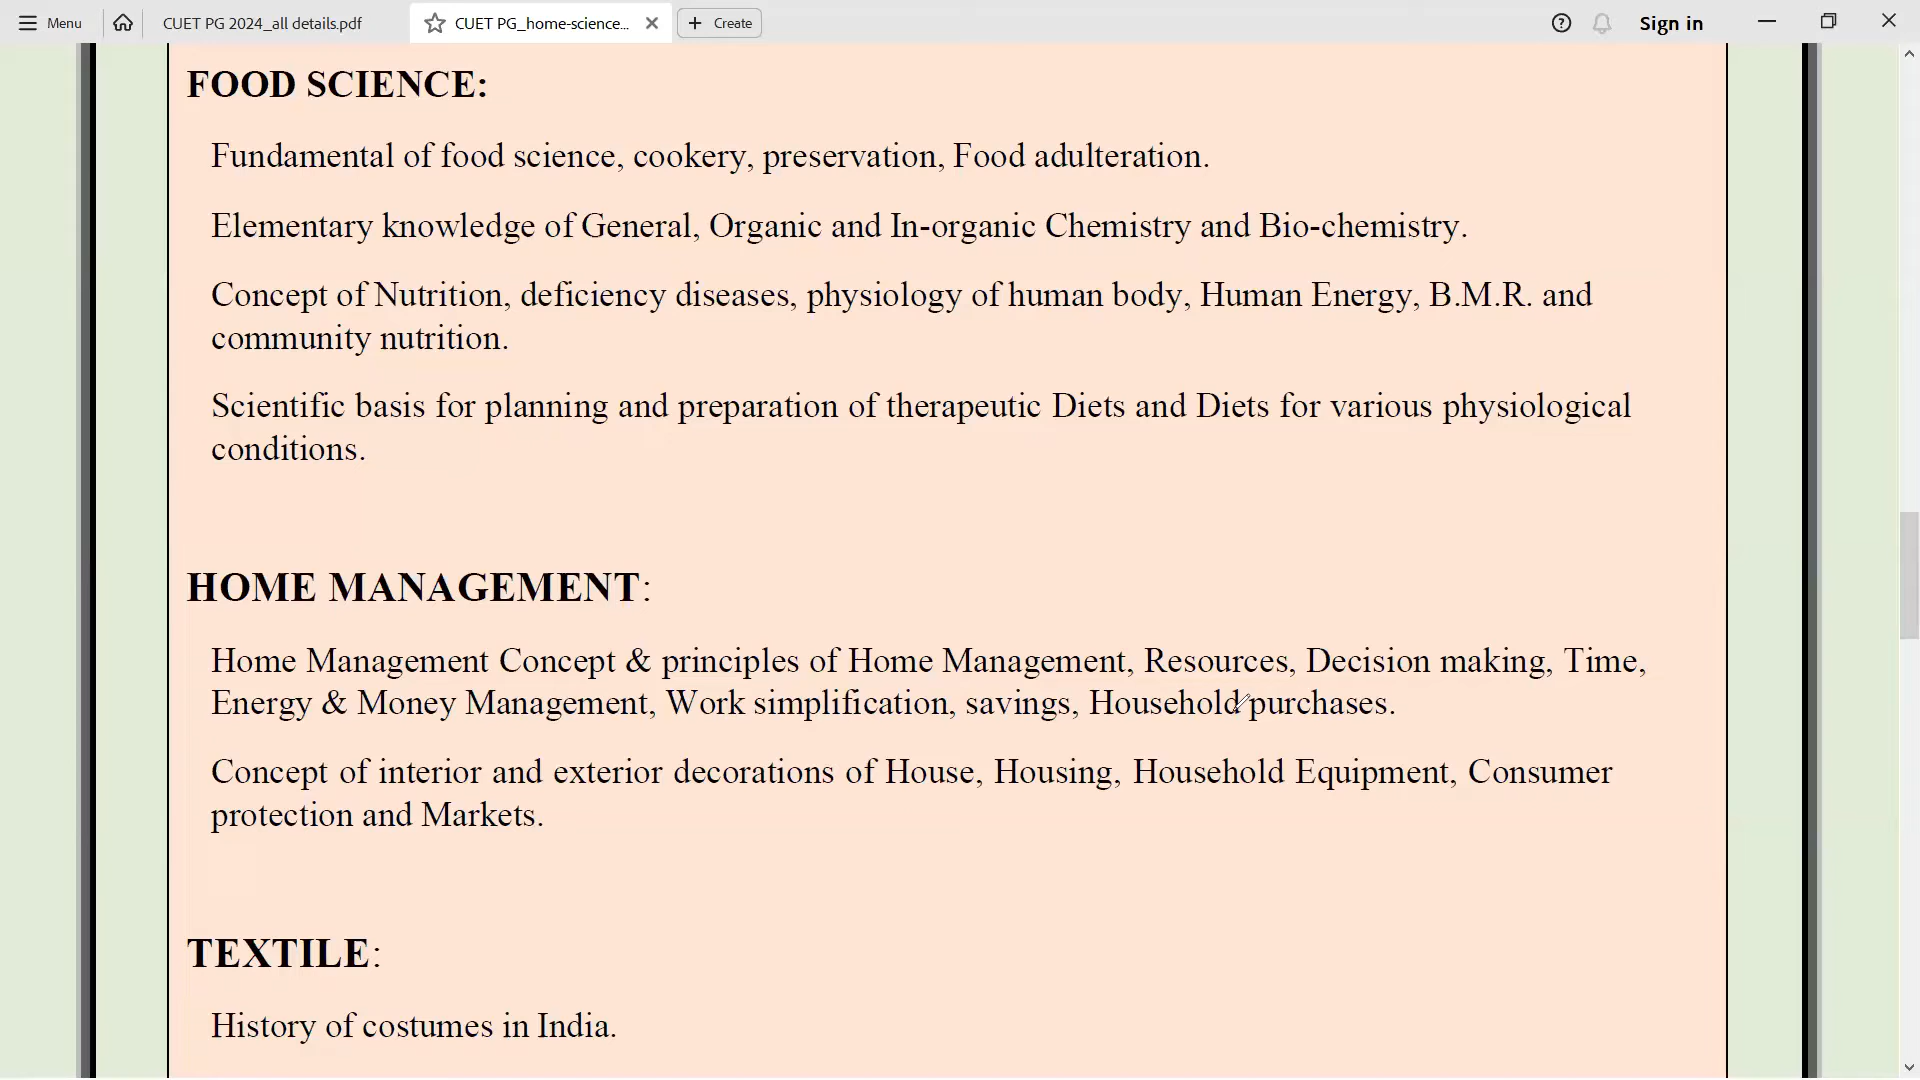 Menu
CUET PG 2024_all details.pdf
CUET PG_home-science...
Create
Sign in
FOOD SCIENCE:
Fundamental of food science, cookery, preservation, Food adulteration.
Elementary knowledge of General, Organic and In-organic Chemistry and Bio-chemistry.
Concept of Nutrition, deficiency diseases, physiology of human body, Human Energy, B.M.R. and
community nutrition.
Scientific basis for planning and preparation of therapeutic Diets and Diets for various physiological
conditions.
HOME MANAGEMENT:
Home Management Concept & principles of Home Management, Resources, Decision making, Time,
Energy & Money Management, Work simplification, savings, Household purchases.
Concept of interior and exterior decorations of House, Housing, Household Equipment, Consumer
protection and Markets.
TEXTILE:
History of costumes in India.